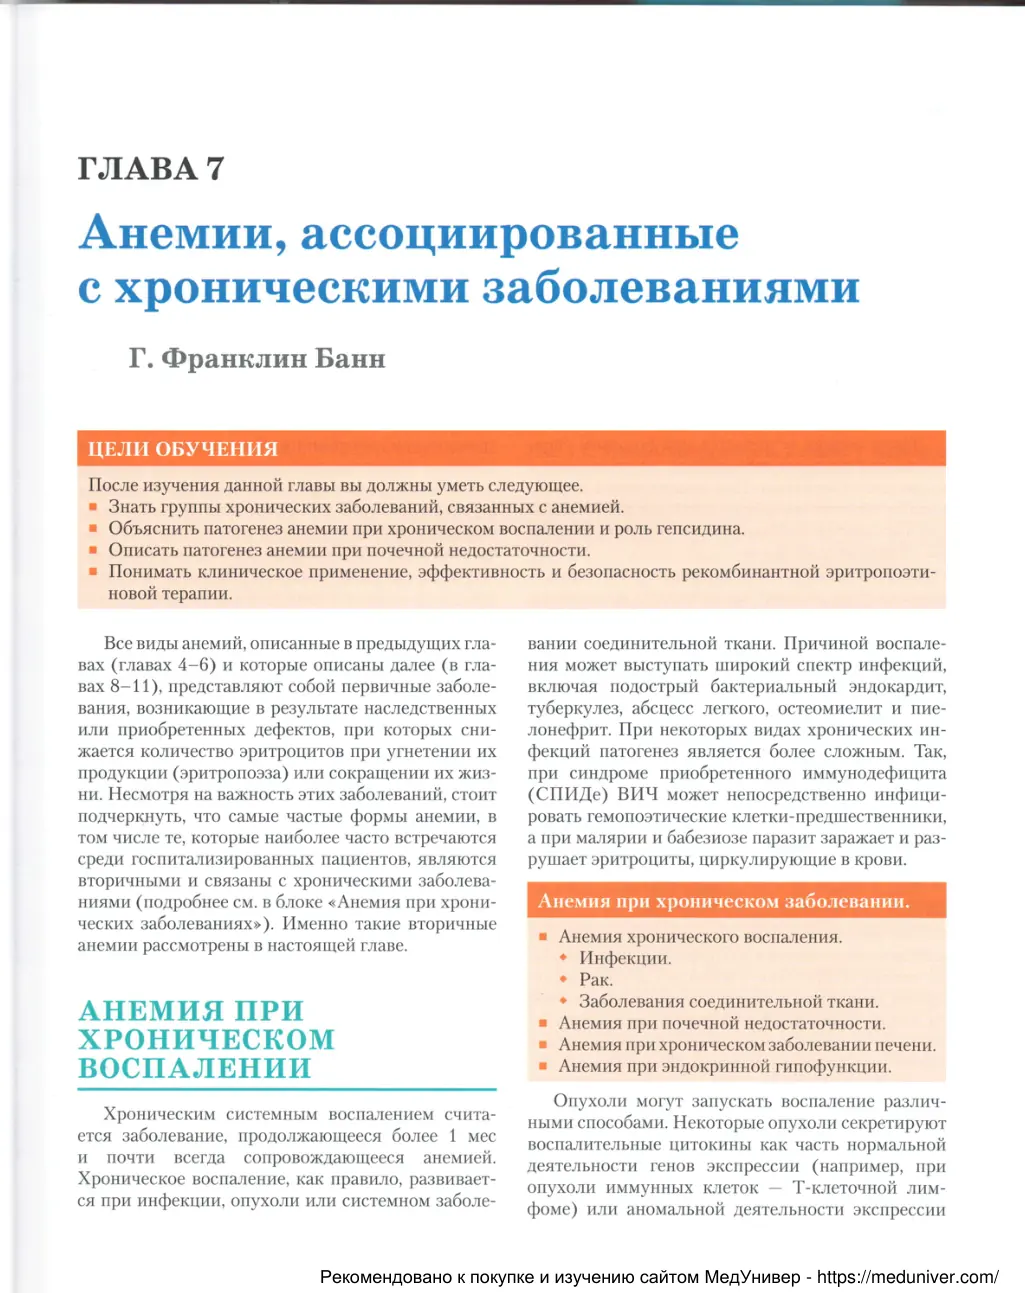 ГЛАВА 7
Анемии, ассоциированные
с хроническими заболеваниями
Г. Франклин Банн
ЦЕЛИ ОБУЧЕНИЯ
После изучения данной главы вы должны уметь следующее.
▪ Знать группы хронических заболеваний, связанных с анемией.
▪ Объяснить патогенез анемии при хроническом воспалении и роль гепсидина.
▪ Описать патогенез анемии при почечной недостаточности.
▪ Понимать клиническое применение, эффективность и безопасность рекомбинантной эритропоэти-
новой терапии.
Все виды анемий, описанные в предыдущих гла-
вах (главах 4–6) и которые описаны далее (в гла-
вах 8–11), представляют собой первичные заболе-
вания, возникающие в результате наследственных
или приобретенных дефектов, при которых сни-
жается количество эритроцитов при угнетении их
продукции (эритропоэза) или сокращении их жиз-
ни. Несмотря на важность этих заболеваний, стоит
подчеркнуть, что самые частые формы анемии, в
том числе те, которые наиболее часто встречаются
среди госпитализированных пациентов, являются
вторичными и связаны с хроническими заболева-
ниями (подробнее см. в блоке «Анемия при хрони-
ческих заболеваниях»). Именно такие вторичные
анемии рассмотрены в настоящей главе.
АНЕМИЯ ПРИ
ХРОНИЧЕСКОМ
ВОСПАЛЕНИИ
Хроническим системным воспалением счита-
ется заболевание, продолжающееся более 1 мес
и почти всегда сопровождающееся анемией.
Хроническое воспаление, как правило, развивает-
ся при инфекции, опухоли или системном заболе-
вании соединительной ткани. Причиной воспале-
ния может выступать широкий спектр инфекций,
включая подострый бактериальный эндокардит,
туберкулез, абсцесс легкого, остеомиелит и пие-
лонефрит. При некоторых видах хронических ин-
фекций патогенез является более сложным. Так,
при синдроме приобретенного иммунодефицита
(СПИДе) ВИЧ может непосредственно инфици-
ровать гемопоэтические клетки-предшественники,
а при малярии и бабезиозе паразит заражает и раз-
рушает эритроциты, циркулирующие в крови.
Анемия при хроническом заболевании.
▪ Анемия хронического воспаления.
◆ Инфекции.
◆ Рак.
◆ Заболевания соединительной ткани.
▪ Анемия при почечной недостаточности.
▪ Анемия при хроническом заболевании печени.
▪ Анемия при эндокринной гипофункции.
Опухоли могут запускать воспаление различ-
ными способами. Некоторые опухоли секретируют
воспалительные цитокины как часть нормальной
деятельности генов экспрессии (например, при
опухоли иммунных клеток — Т-клеточной лим-
фоме) или аномальной деятельности экспрессии
Рекомендовано к покупке и изучению сайтом МедУнивер - https://meduniver.com/